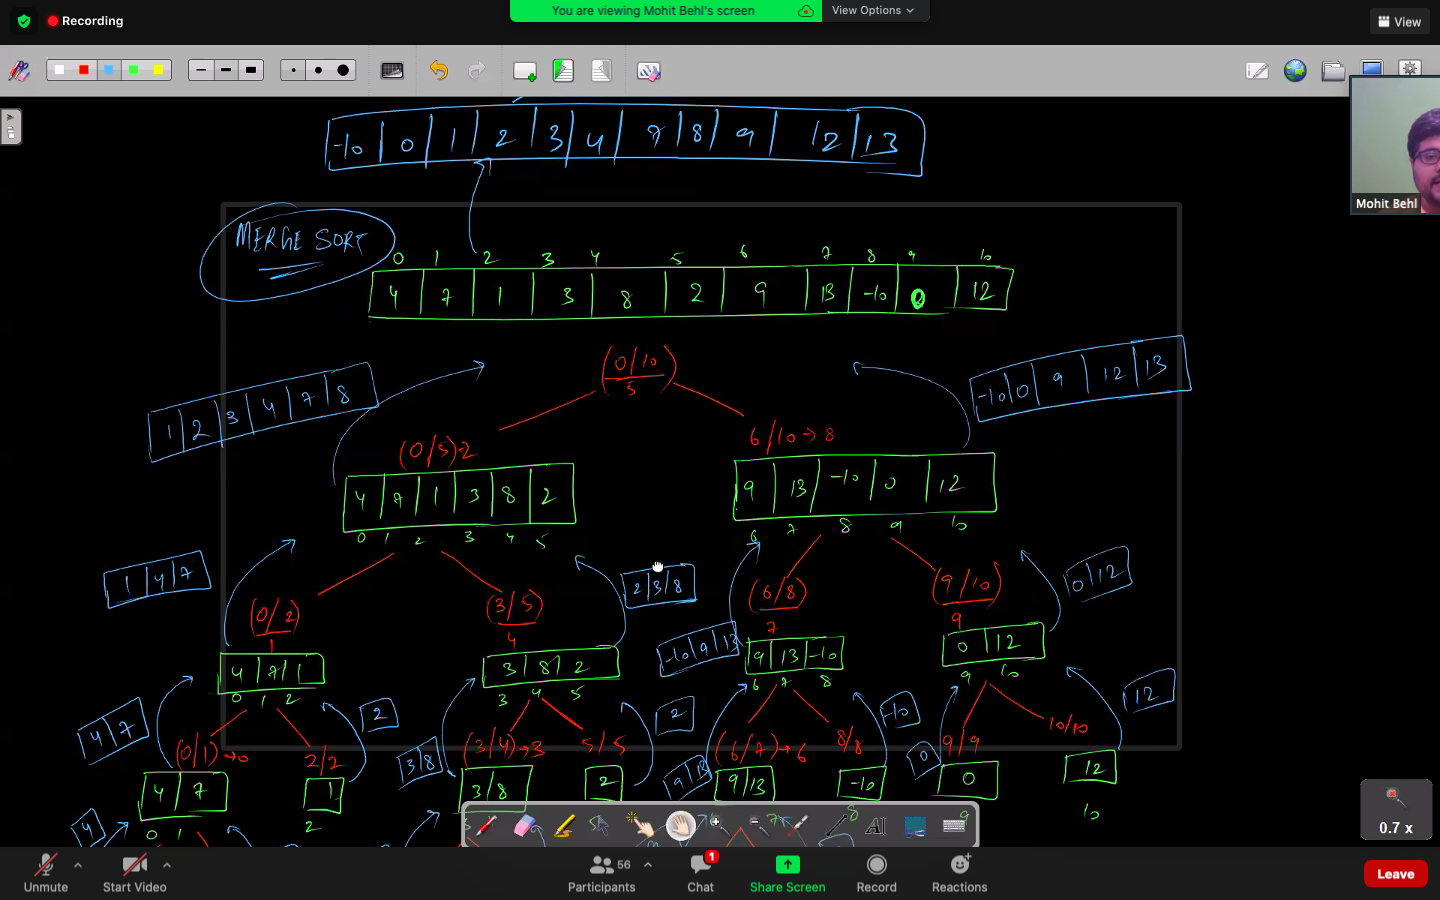 Recording
You are viewing Mohit Behl's screen
View Options
View
-10 0 1 2 3 4 7 8 9 12 13
Mohit Behl
MERGE SORT
0 1 2 3 4 5 6 7 8 9 10
4 7 1 3 8 2 9 13 -10 0 12
(0/10)
5
1 2 3 4 7 8
-10 0 9 12 13
(0/5)→2
6/10→8
4 7 1 3 8 2
9 13 -10 0 12
0 1 2 3 4 5
6 7 8 9 10
1 4 7
2 3 8
0 12
(0/2)
1
(3/5)
4
(6/8)
7
(9/10)
9
-10 9 13
4 7 1
3 8 2
9 13 -10
0 12
0 1 2
3 4 5
6 7 8
9 10
4 7
2
2
-10
12
(0/1)→0
2/2
3 8
(3/4)→3
5/5
9 13
(6/7)→6
8/8
0
9/9
10/10
4 7
1
3 8
2
9 13
-10
0
12
4
0 1
2
7
8
9
10
0.7 x
Unmute
Start Video
56
Participants
1
Chat
Share Screen
Record
Reactions
Leave